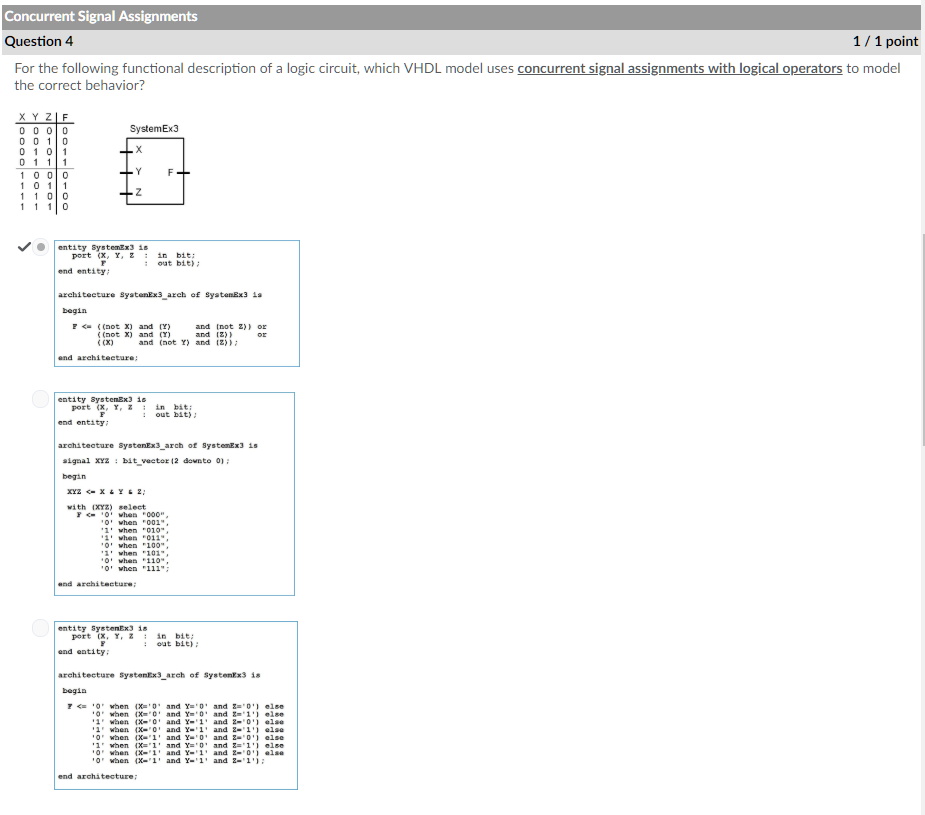 Concurrent Signal Assignments
Question 4 1 / 1 point
For the following functional description of a logic circuit, which VHDL model uses concurrent signal assignments with logical operators to model
the correct behavior?
X Y Z F
0 0 0 0
0 0 1 0
0 1 0 1
0 1 1 1
1 0 0 0
1 0 1 1
1 1 0 0
1 1 1 0
SystemEx3
X
Y F
Z
entity SystemEx3 is
port (X, Y, Z : in bit;
F : out bit);
end entity;
architecture SystemEx3_arch of SystemEx3 is
begin
F <= ((not X) and (Y) and (not Z)) or
((not X) and (Y) and (Z)) or
((X) and (not Y) and (Z));
end architecture;
entity SystemEx3 is
port (X, Y, Z : in bit;
F : out bit);
end entity;
architecture SystemEx3_arch of SystemEx3 is
signal XYZ : bit_vector(2 downto 0);
begin
XYZ <= X & Y & Z;
with (XYZ) select
F <= '0' when "000",
'0' when "001",
'1' when "010",
'1' when "011",
'0' when "100",
'1' when "101",
'0' when "110",
'0' when "111";
end architecture;
entity SystemEx3 is
port (X, Y, Z : in bit;
F : out bit);
end entity;
architecture SystemEx3_arch of SystemEx3 is
begin
F <= '0' when (X='0' and Y='0' and Z='0') else
'0' when (X='0' and Y='0' and Z='1') else
'1' when (X='0' and Y='1' and Z='0') else
'1' when (X='0' and Y='1' and Z='1') else
'0' when (X='1' and Y='0' and Z='0') else
'1' when (X='1' and Y='0' and Z='1') else
'0' when (X='1' and Y='1' and Z='0') else
'0' when (X='1' and Y='1' and Z='1');
end architecture;